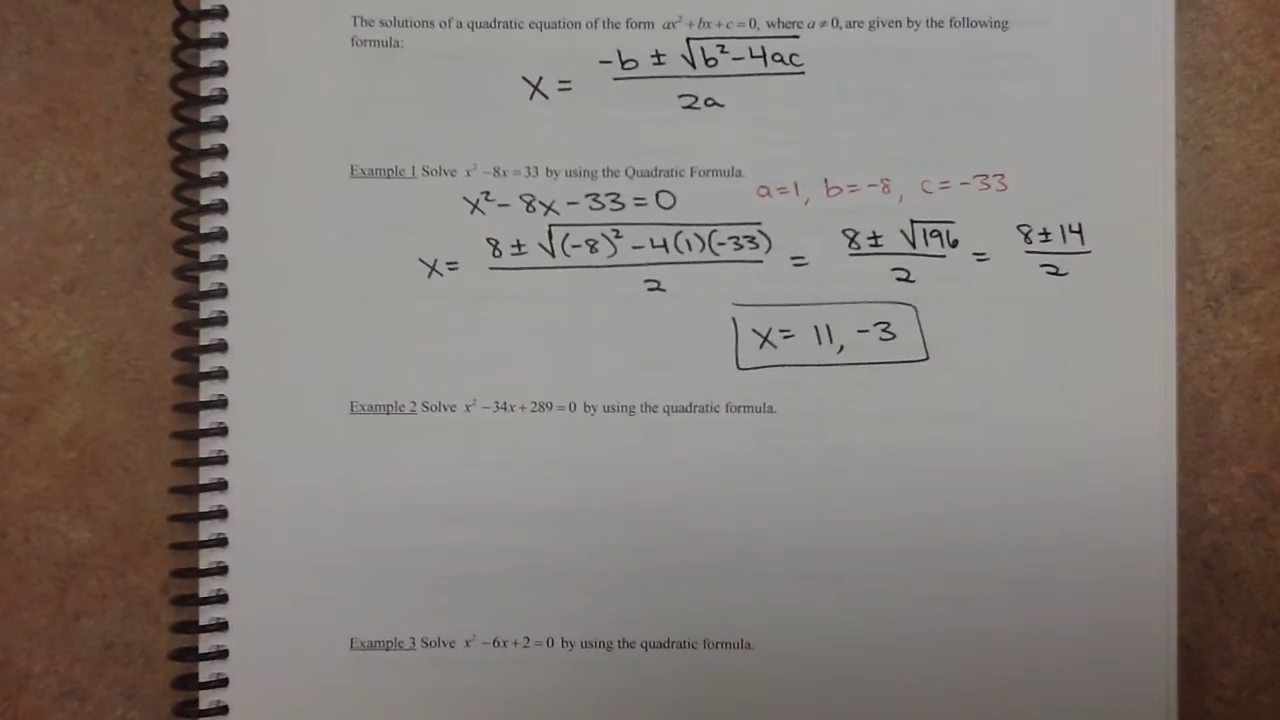 The solutions of a quadratic equation of the form ax² + bx + c = 0, where a ≠ 0, are given by the following
formula:
x = (-b ± √(b² - 4ac)) / 2a
Example 1 Solve x² - 8x = 33 by using the Quadratic Formula.
x² - 8x - 33 = 0 a=1, b=-8, c=-33
x = (8 ± √((-8)² - 4(1)(-33))) / 2 = (8 ± √196) / 2 = (8 ± 14) / 2
x = 11, -3
Example 2 Solve x² - 34x + 289 = 0 by using the quadratic formula.
Example 3 Solve x² - 6x + 2 = 0 by using the quadratic formula.